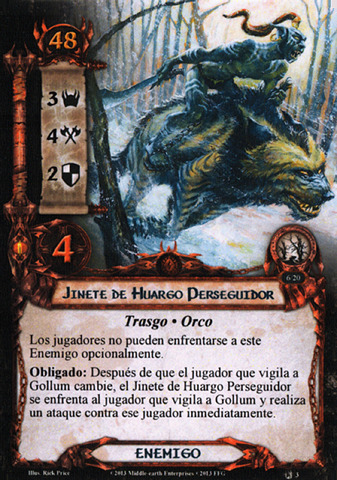 48
3
4
2
4
6-20
Jinete de Huargo Perseguidor
Trasgo • Orco
Los jugadores no pueden enfrentarse a este
Enemigo opcionalmente.
Obligado: Después de que el jugador que vigila a
Gollum cambie, el Jinete de Huargo Perseguidor
se enfrenta al jugador que vigila a Gollum y realiza
un ataque contra ese jugador inmediatamente.
ENEMIGO
Illus. Rick Price ©2013 Middle-earth Enterprises ©2013 FFG 3